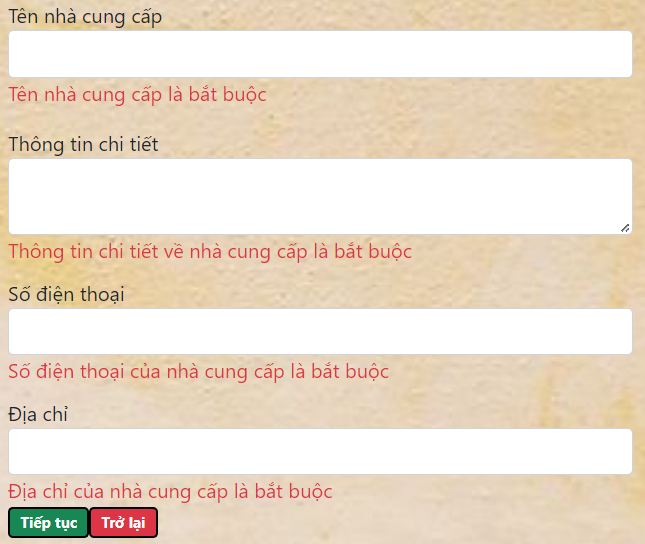 Tên nhà cung cấp
Tên nhà cung cấp là bắt buộc
Thông tin chi tiết
Thông tin chi tiết về nhà cung cấp là bắt buộc
Số điện thoại
Số điện thoại của nhà cung cấp là bắt buộc
Địa chỉ
Địa chỉ của nhà cung cấp là bắt buộc
Tiếp tục Trở lại